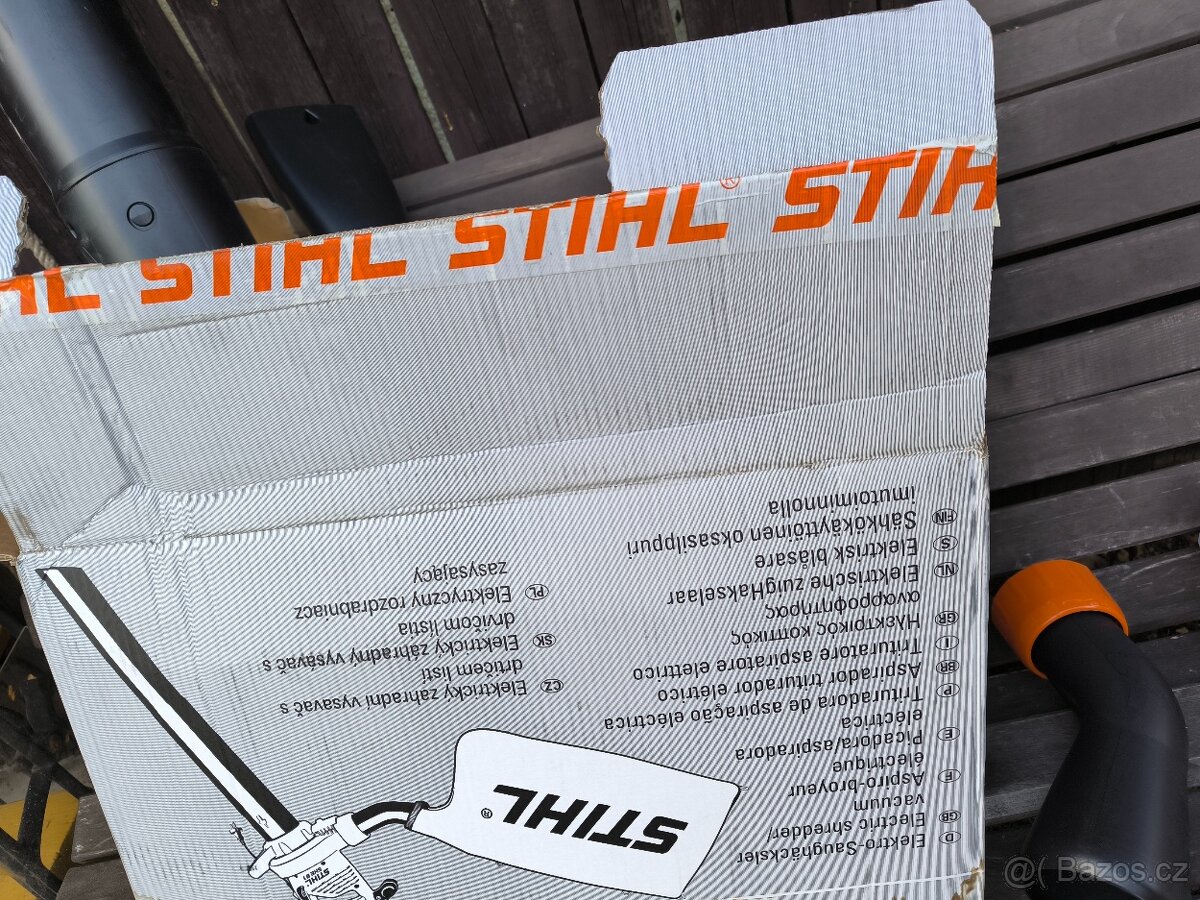 HL STIHL STIHL® STIH
D Elektro-Saughäcksler
GB Electric shredder/
vacuum
F Aspiro-broyeur
électrique
E Picadora/aspiradora
eléctrica
P Trituradora de aspiração eléctrica
BR Aspirador triturador elétrico
I Trituratore aspiratore elettrico
GR Ηλεκτρικός κοπτικός
αναρροφητήρας
NL Elektrische zuigHakselaar
S Elektrisk blåsare
FIN Sähkökäyttöinen oksasilppuri
imutoiminnolla
CZ Elektrický zahradní vysavač s
drtičem listí
SK Elektrický záhradný vysávač s
drvičom lístia
PL Elektryczny rozdrabniacz
zasysający
STIHL®
STIHL
@( Bazos.cz